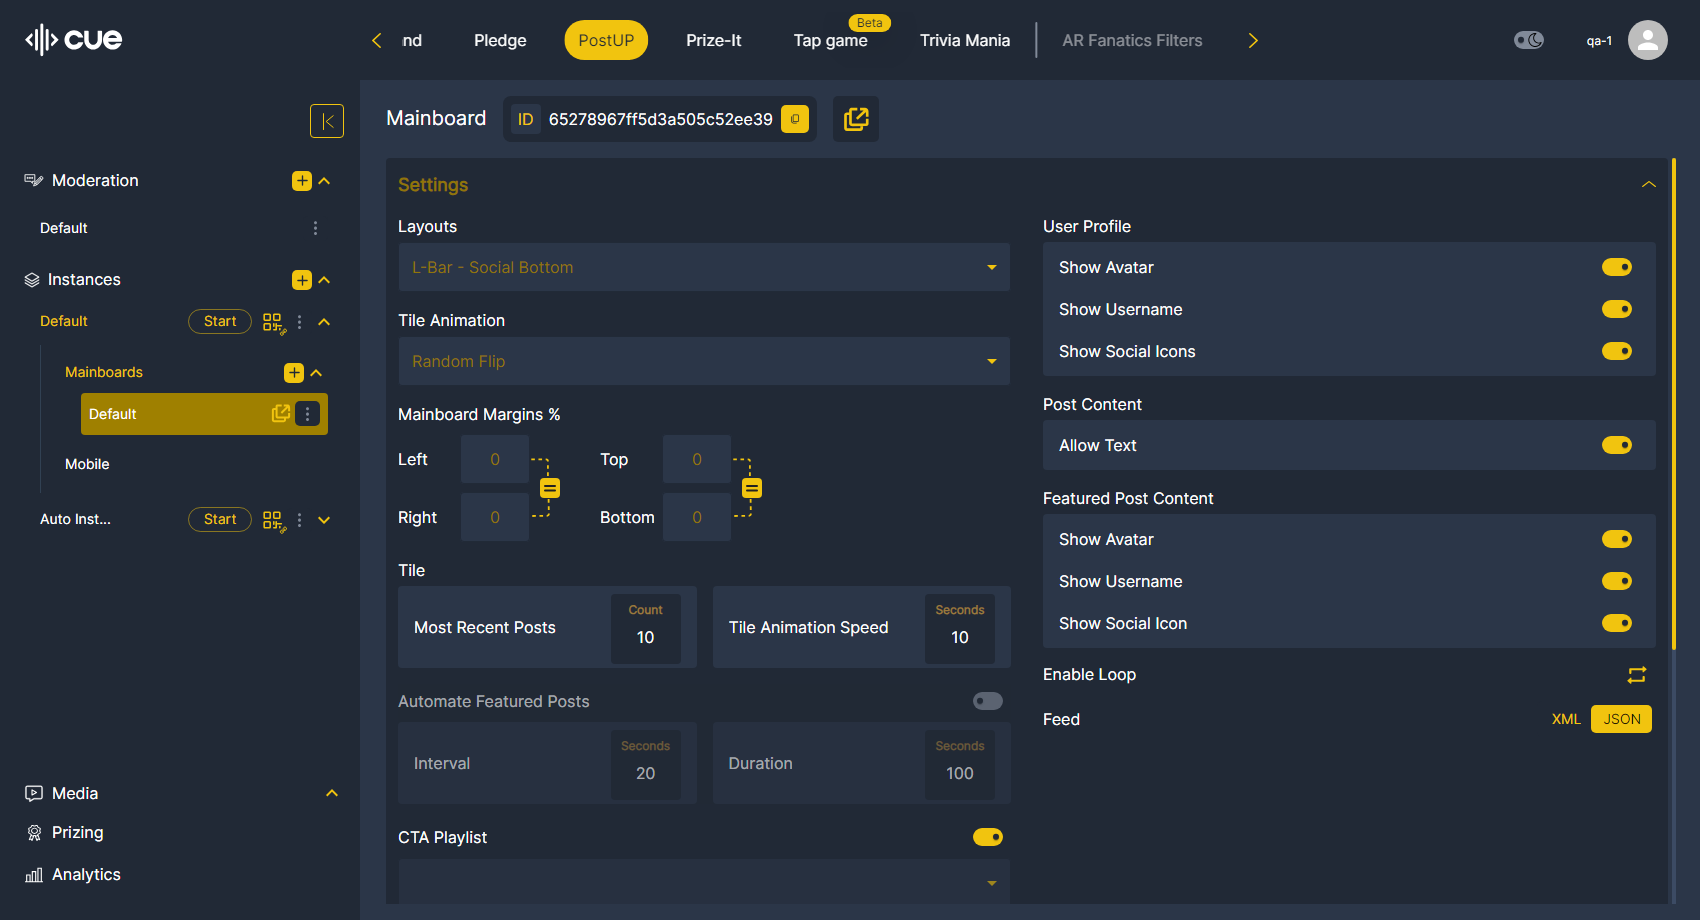 cue
nd
Pledge
PostUP
Prize-It
Tap game
Beta
Trivia Mania
AR Fanatics Filters
qa-1
Moderation
Default
Instances
Default
Start
Mainboards
Default
Mobile
Auto Inst...
Start
Media
Prizing
Analytics
Mainboard
ID
65278967ff5d3a505c52ee39
Settings
Layouts
L-Bar - Social Bottom
Tile Animation
Random Flip
Mainboard Margins %
Left
0
Top
0
Right
0
Bottom
0
Tile
Most Recent Posts
Count
10
Tile Animation Speed
Seconds
10
Automate Featured Posts
Interval
Seconds
20
Duration
Seconds
100
CTA Playlist
User Profile
Show Avatar
Show Username
Show Social Icons
Post Content
Allow Text
Featured Post Content
Show Avatar
Show Username
Show Social Icon
Enable Loop
Feed
XML
JSON